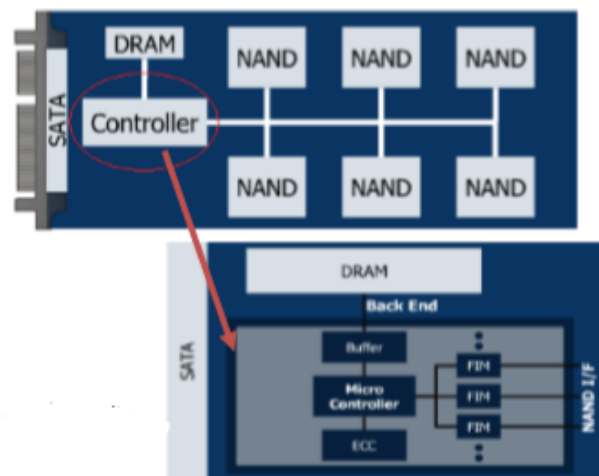 DRAM
NAND
NAND
NAND
SATA
Controller
NAND
NAND
NAND
DRAM
Back End
SATA
Buffer
FIM
Micro
Controller
FIM
NAND I/F
ECC
FIM